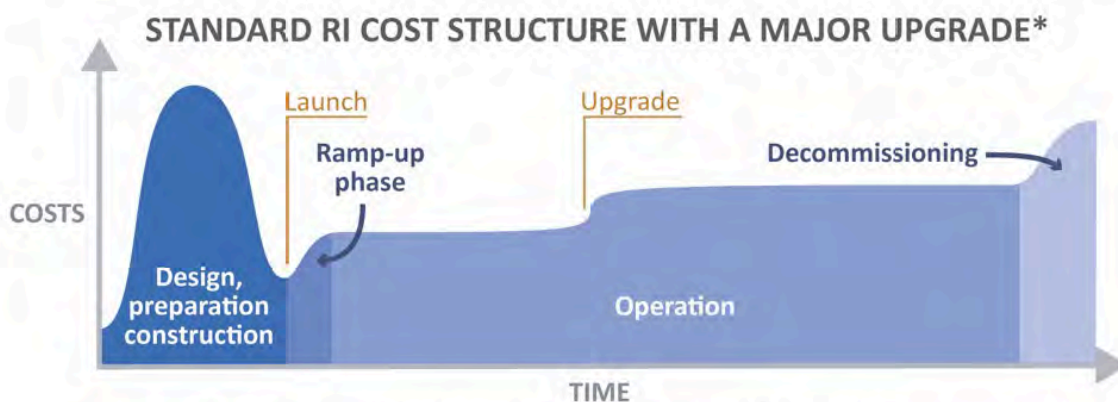 STANDARD RI COST STRUCTURE WITH A MAJOR UPGRADE*
Launch
Upgrade
Ramp-up
phase
Decommissioning
COSTS
Design,
preparation
construction
Operation
TIME